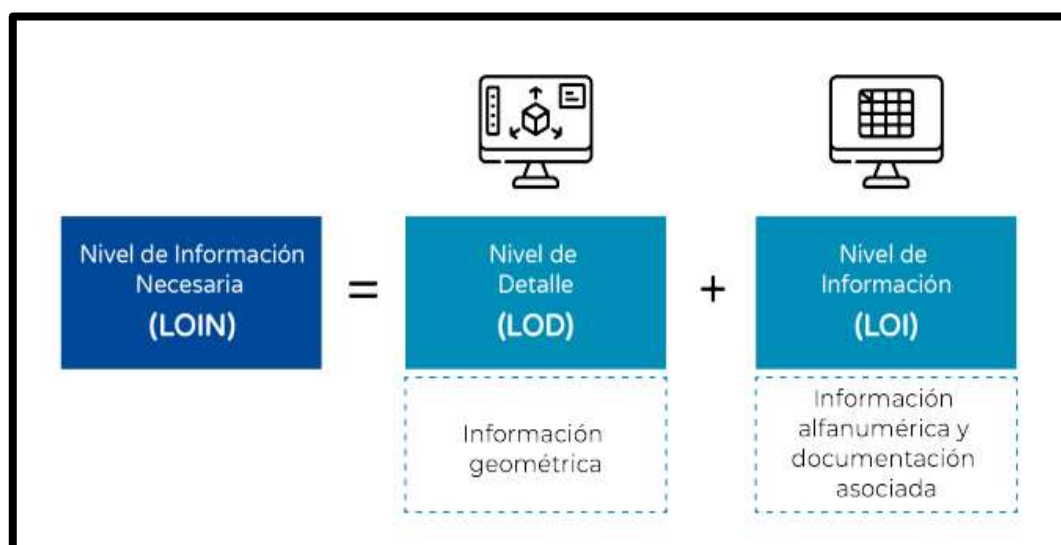 Nivel de Información
Necesaria
(LOIN)
=
Nivel de
Detalle
(LOD)
+
Nivel de
Información
(LOI)
Información
geométrica
Información
alfanumérica y
documentación
asociada